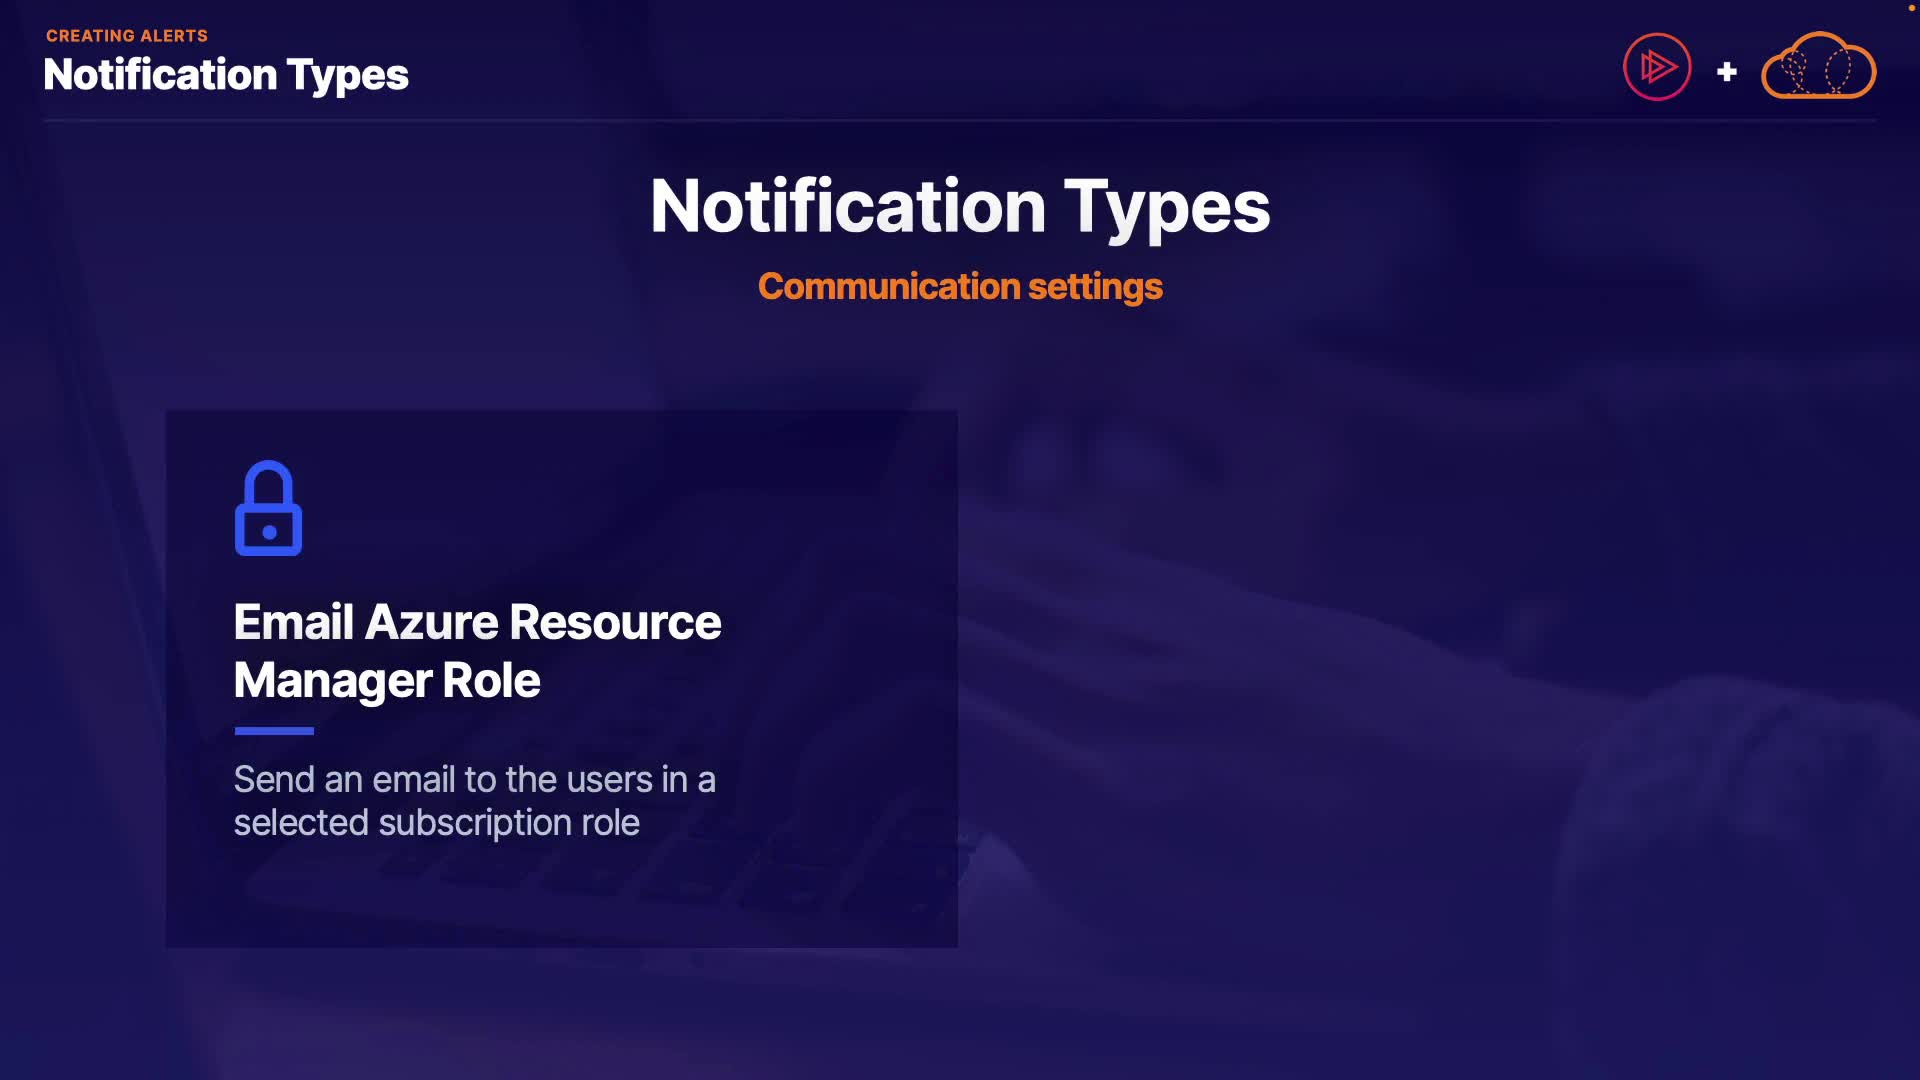 CREATING ALERTS
Notification Types
Notification Types
Communication settings
Email Azure Resource
Manager Role
Send an email to the users in a
selected subscription role